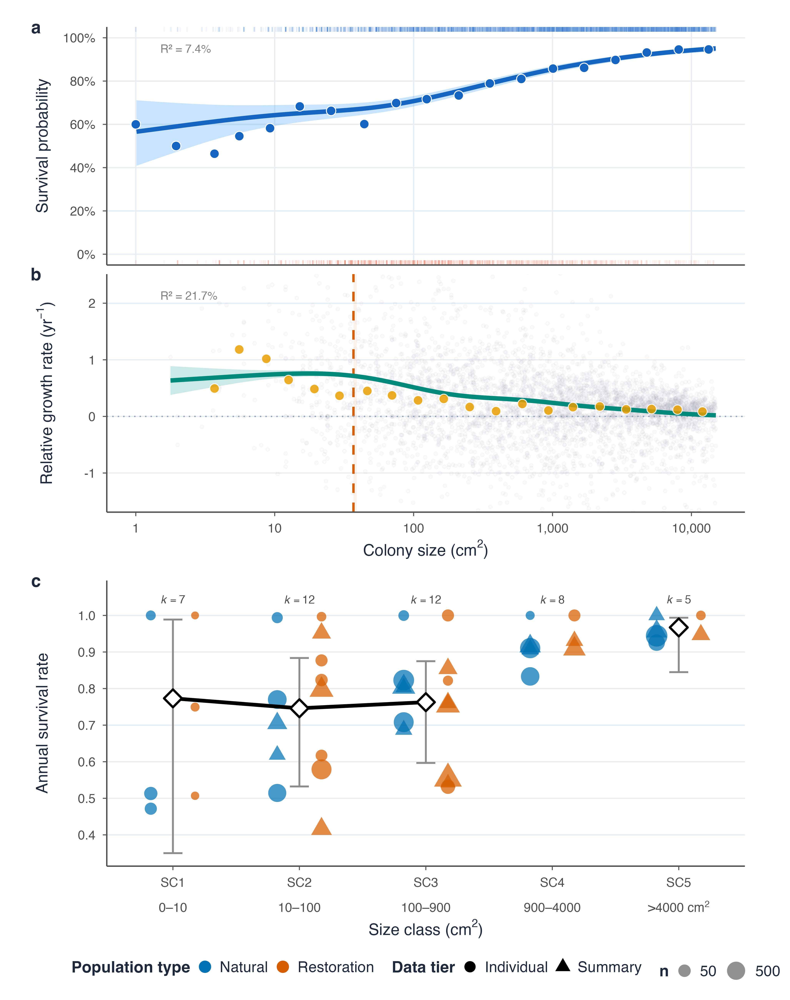 a
100%
R² = 7.4%
80%
60%
40%
20%
0%
Survival probability
b
R² = 21.7%
2
1
0
-1
Relative growth rate (yr⁻¹)
1 10 100 1,000 10,000
Colony size (cm²)
c
k = 7 k = 12 k = 12 k = 8 k = 5
1.0
0.9
0.8
0.7
0.6
0.5
0.4
Annual survival rate
SC1 SC2 SC3 SC4 SC5
0–10 10–100 100–900 900–4000 >4000 cm²
Size class (cm²)
Population type Natural Restoration Data tier Individual Summary n 50 500